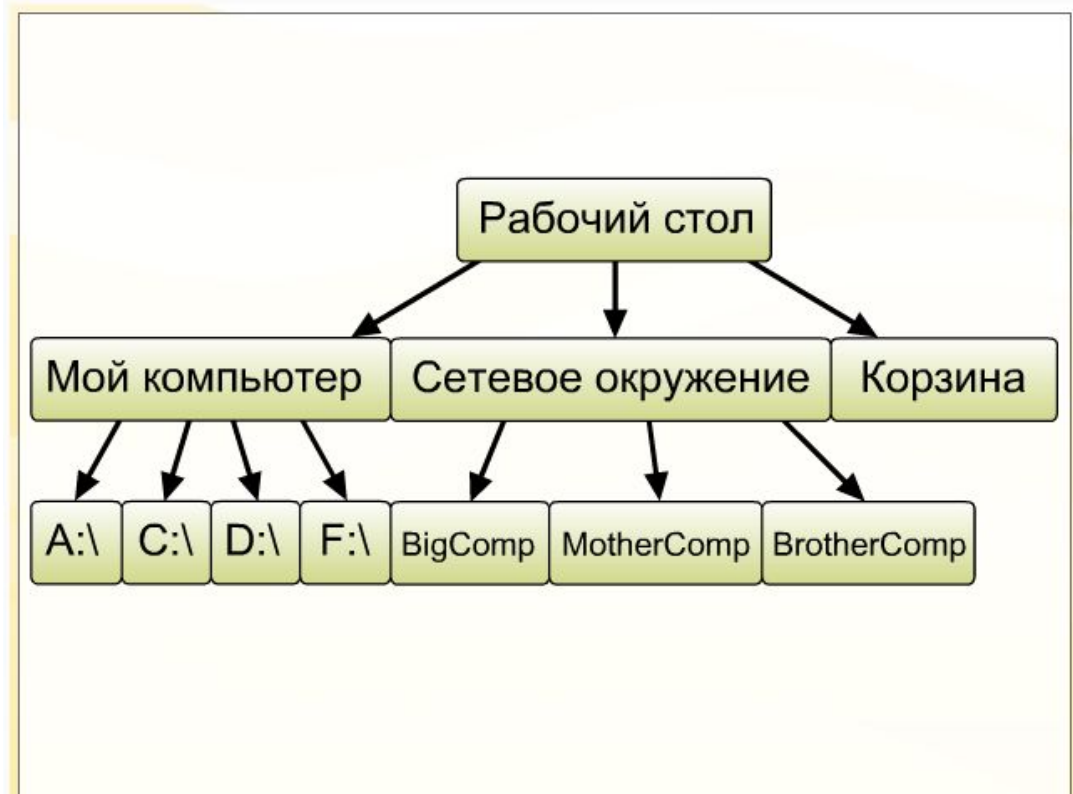 Рабочий стол
Мой компьютер Сетевое окружение Корзина
A:\ C:\ D:\ F:\ BigComp MotherComp BrotherComp